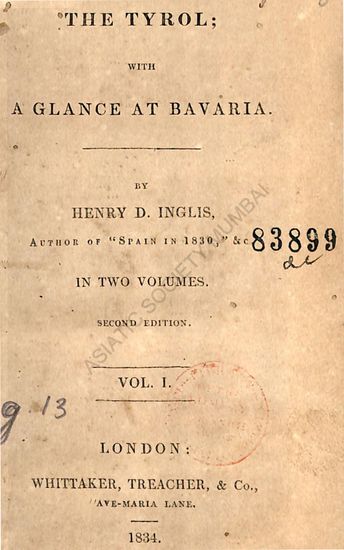 THE TYROL;
WITH
A GLANCE AT BAVARIA.
BY
HENRY D. INGLIS,
AUTHOR OF "SPAIN IN 1830," &c
83899
IN TWO VOLUMES.
SECOND EDITION.
VOL. I.
g. 13
LONDON:
WHITTAKER, TREACHER, & Co.,
AVE-MARIA LANE.
1834.
ASIATIC SOCIETY MUMBAI